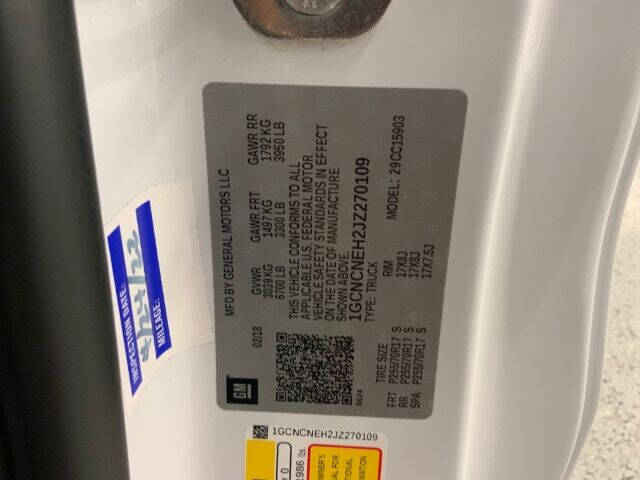 MFD BY GENERAL MOTORS LLC
02/18 GVWR GAWR FRT GAWR RR
3039 KG 1497 KG 1792 KG
6700 LB 3300 LB 3950 LB
THIS VEHICLE CONFORMS TO ALL
APPLICABLE U.S. FEDERAL MOTOR
VEHICLE SAFETY STANDARDS IN EFFECT
ON THE DATE OF MANUFACTURE
SHOWN ABOVE.
1GCNCNEH2JZ270109
TYPE: TRUCK
GM
0624
MODEL: 29CC15903
TIRE SIZE RIM
FRT P255/70R17 S 17X8J
RR P255/70R17 S 17X8J
SPA P255/70R17 S 17X7.5J
INSPECTION DATE:
MILEAGE:
1GCNCNEH2JZ270109
1986 lbs.